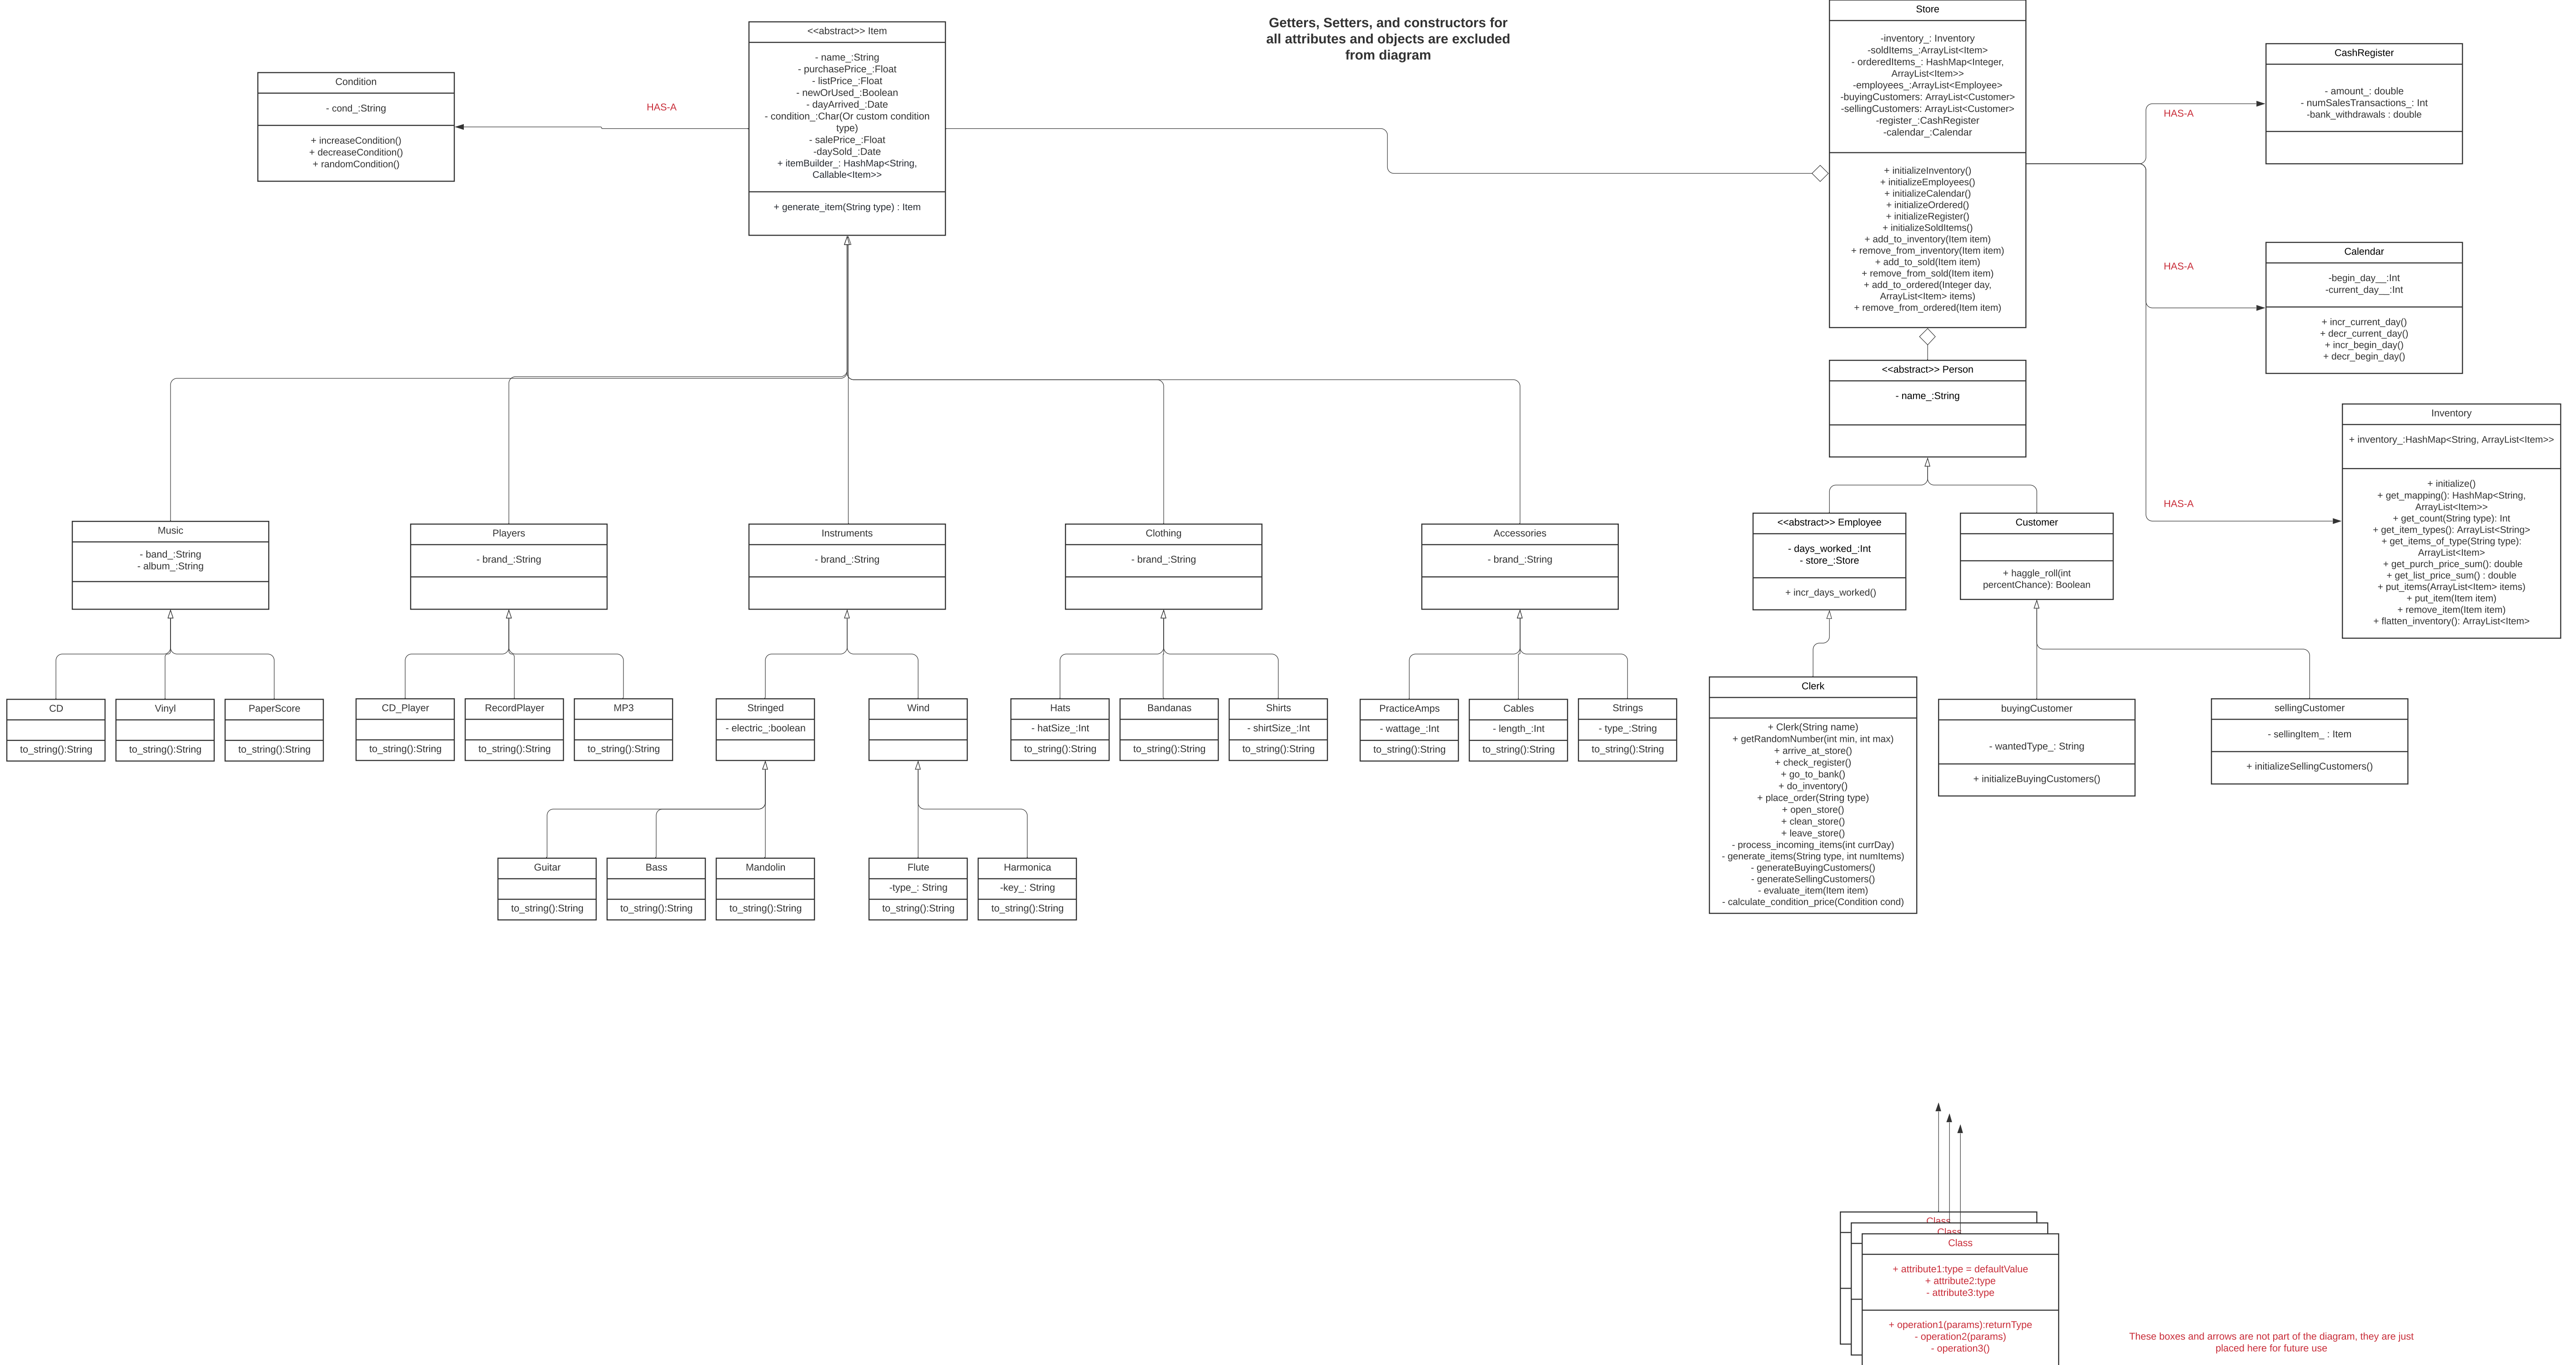 Getters, Setters, and constructors for
all attributes and objects are excluded
from diagram
Condition
- cond_:String
+ increaseCondition()
+ decreaseCondition()
+ randomCondition()
HAS-A
<<abstract>> Item
- name_:String
- purchasePrice_:Float
- listPrice_:Float
- newOrUsed_:Boolean
- dayArrived_:Date
- condition_:Char(Or custom condition
type)
- salePrice_:Float
-daySold_:Date
+ itemBuilder_: HashMap<String,
Callable<Item>>
+ generate_item(String type) : Item
Store
-inventory_: Inventory
-soldItems_:ArrayList<Item>
- orderedItems_: HashMap<Integer,
ArrayList<Item>>
-employees_:ArrayList<Employee>
-buyingCustomers: ArrayList<Customer>
-sellingCustomers: ArrayList<Customer>
-register_:CashRegister
-calendar_:Calendar
+ initializeInventory()
+ initializeEmployees()
+ initializeCalendar()
+ initializeOrdered()
+ initializeRegister()
+ initializeSoldItems()
+ add_to_inventory(Item item)
+ remove_from_inventory(Item item)
+ add_to_sold(Item item)
+ remove_from_sold(Item item)
+ add_to_ordered(Integer day,
ArrayList<Item> items)
+ remove_from_ordered(Item item)
HAS-A
CashRegister
- amount_: double
- numSalesTransactions_: Int
-bank_withdrawals : double
HAS-A
Calendar
-begin_day__:Int
-current_day__:Int
+ incr_current_day()
+ decr_current_day()
+ incr_begin_day()
+ decr_begin_day()
HAS-A
Inventory
+ inventory_:HashMap<String, ArrayList<Item>>
+ initialize()
+ get_mapping(): HashMap<String,
ArrayList<Item>>
+ get_count(String type): Int
+ get_item_types(): ArrayList<String>
+ get_items_of_type(String type):
ArrayList<Item>
+ get_purch_price_sum(): double
+ get_list_price_sum() : double
+ put_items(ArrayList<Item> items)
+ put_item(Item item)
+ remove_item(Item item)
+ flatten_inventory(): ArrayList<Item>
<<abstract>> Person
- name_:String
<<abstract>> Employee
- days_worked_:Int
- store_:Store
+ incr_days_worked()
Customer
+ haggle_roll(int
percentChance): Boolean
Music
- band_:String
- album_:String
Players
- brand_:String
Instruments
- brand_:String
Clothing
- brand_:String
Accessories
- brand_:String
CD
to_string():String
Vinyl
to_string():String
PaperScore
to_string():String
CD_Player
to_string():String
RecordPlayer
to_string():String
MP3
to_string():String
Stringed
- electric_:boolean
Wind
Hats
- hatSize_:Int
to_string():String
Bandanas
to_string():String
Shirts
- shirtSize_:Int
to_string():String
PracticeAmps
- wattage_:Int
to_string():String
Cables
- length_:Int
to_string():String
Strings
- type_:String
to_string():String
Clerk
+ Clerk(String name)
+ getRandomNumber(int min, int max)
+ arrive_at_store()
+ check_register()
+ go_to_bank()
+ do_inventory()
+ place_order(String type)
+ open_store()
+ clean_store()
+ leave_store()
- process_incoming_items(int currDay)
- generate_items(String type, int numItems)
- generateBuyingCustomers()
- generateSellingCustomers()
- evaluate_item(Item item)
- calculate_condition_price(Condition cond)
buyingCustomer
- wantedType_: String
+ initializeBuyingCustomers()
sellingCustomer
- sellingItem_ : Item
+ initializeSellingCustomers()
Guitar
to_string():String
Bass
to_string():String
Mandolin
to_string():String
Flute
-type_: String
to_string():String
Harmonica
-key_: String
to_string():String
Class
Class
Class
+ attribute1:type = defaultValue
+ attribute2:type
- attribute3:type
+ operation1(params):returnType
- operation2(params)
- operation3()
These boxes and arrows are not part of the diagram, they are just
placed here for future use